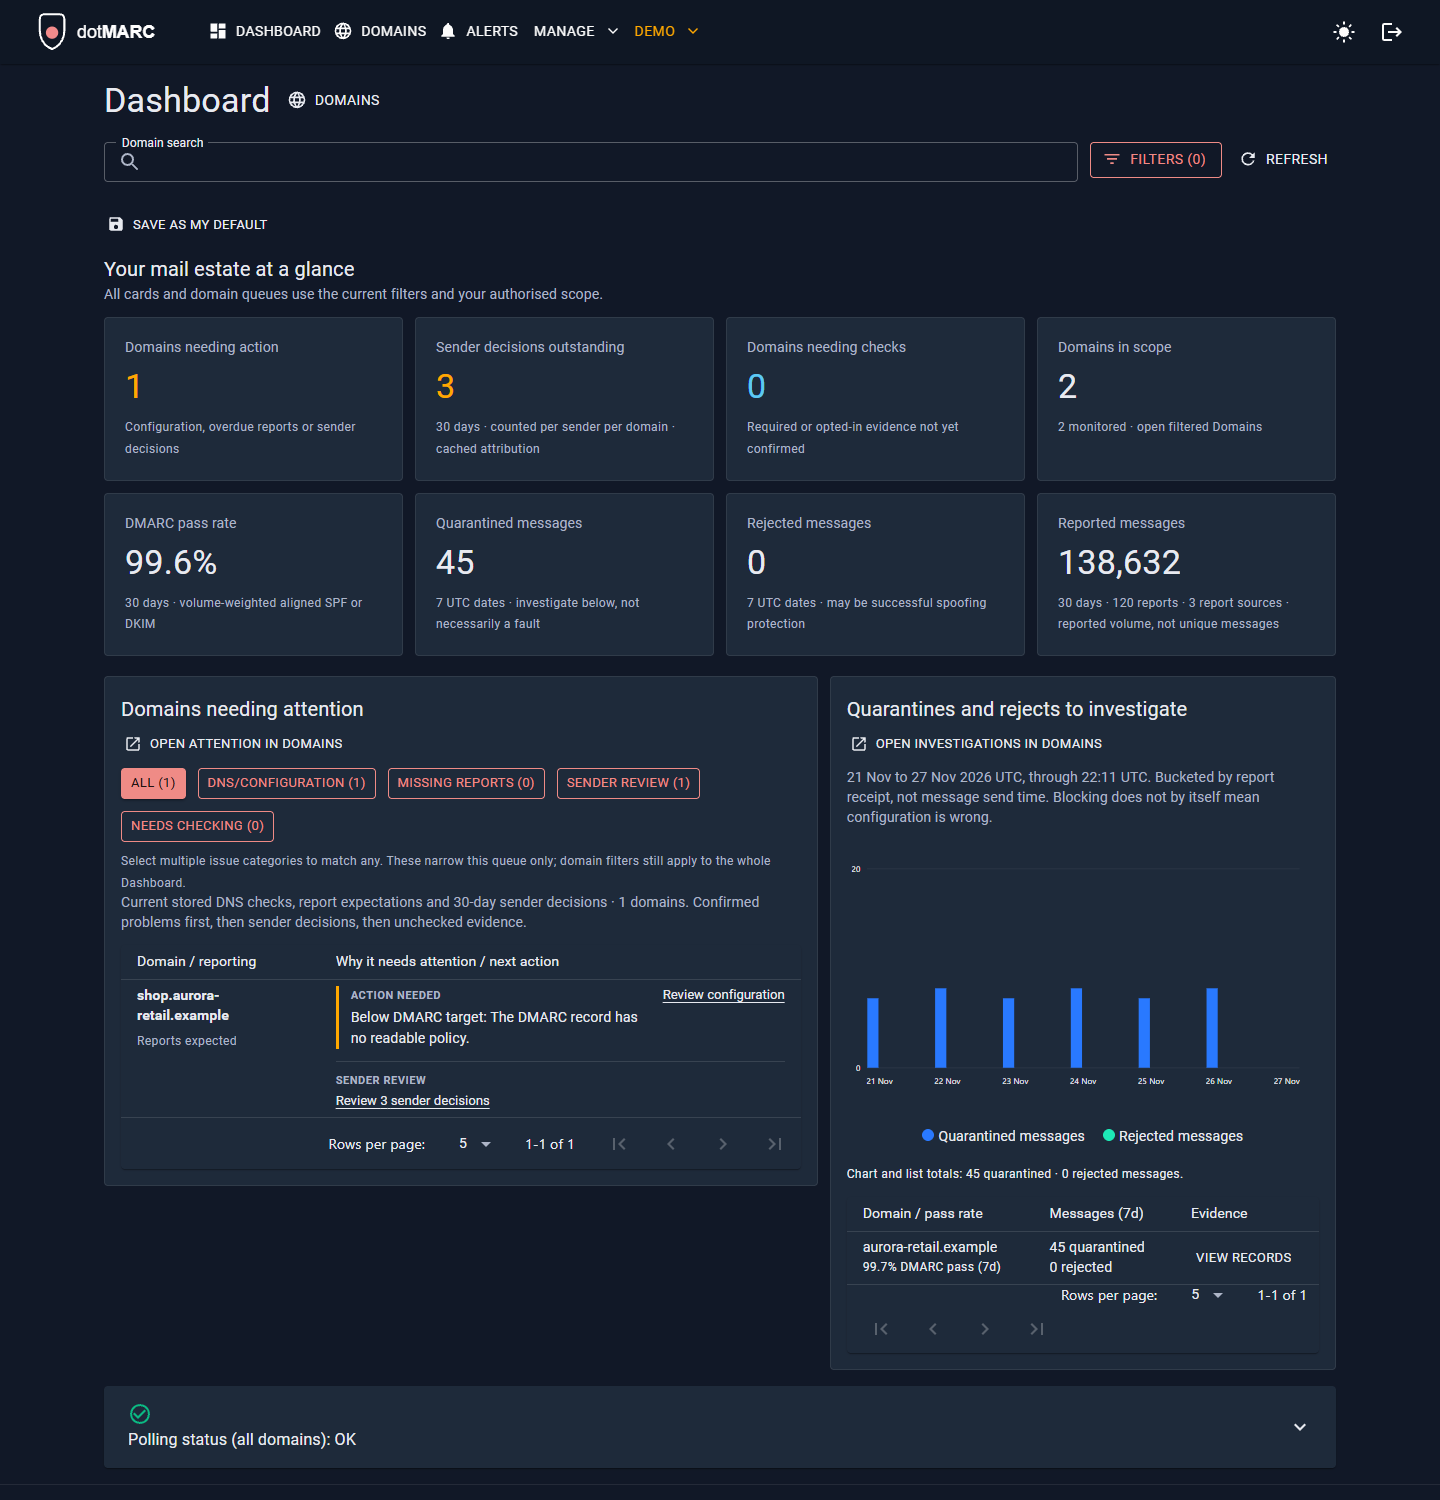 dotMARC
DASHBOARD
DOMAINS
ALERTS
MANAGE
DEMO
Dashboard
DOMAINS
Domain search
FILTERS (0)
REFRESH
SAVE AS MY DEFAULT
Your mail estate at a glance
All cards and domain queues use the current filters and your authorised scope.
Domains needing action
1
Configuration, overdue reports or sender
decisions
Sender decisions outstanding
3
30 days · counted per sender per domain ·
cached attribution
Domains needing checks
0
Required or opted-in evidence not yet
confirmed
Domains in scope
2
2 monitored · open filtered Domains
DMARC pass rate
99.6%
30 days · volume-weighted aligned SPF or
DKIM
Quarantined messages
45
7 UTC dates · investigate below, not
necessarily a fault
Rejected messages
0
7 UTC dates · may be successful spoofing
protection
Reported messages
138,632
30 days · 120 reports · 3 report sources ·
reported volume, not unique messages
Domains needing attention
OPEN ATTENTION IN DOMAINS
ALL (1)
DNS/CONFIGURATION (1)
MISSING REPORTS (0)
SENDER REVIEW (1)
NEEDS CHECKING (0)
Select multiple issue categories to match any. These narrow this queue only; domain filters still apply to the whole
Dashboard.
Current stored DNS checks, report expectations and 30-day sender decisions · 1 domains. Confirmed
problems first, then sender decisions, then unchecked evidence.
Domain / reporting
Why it needs attention / next action
shop.aurora-
retail.example
Reports expected
ACTION NEEDED
Below DMARC target: The DMARC record has
no readable policy.
Review configuration
SENDER REVIEW
Review 3 sender decisions
Rows per page:
5
1-1 of 1
Quarantines and rejects to investigate
OPEN INVESTIGATIONS IN DOMAINS
21 Nov to 27 Nov 2026 UTC, through 22:11 UTC. Bucketed by report
receipt, not message send time. Blocking does not by itself mean
configuration is wrong.
20
0
21 Nov
22 Nov
23 Nov
24 Nov
25 Nov
26 Nov
27 Nov
Quarantined messages
Rejected messages
Chart and list totals: 45 quarantined · 0 rejected messages.
Domain / pass rate
Messages (7d)
Evidence
aurora-retail.example
99.7% DMARC pass (7d)
45 quarantined
0 rejected
VIEW RECORDS
Rows per page:
5
1-1 of 1
Polling status (all domains): OK